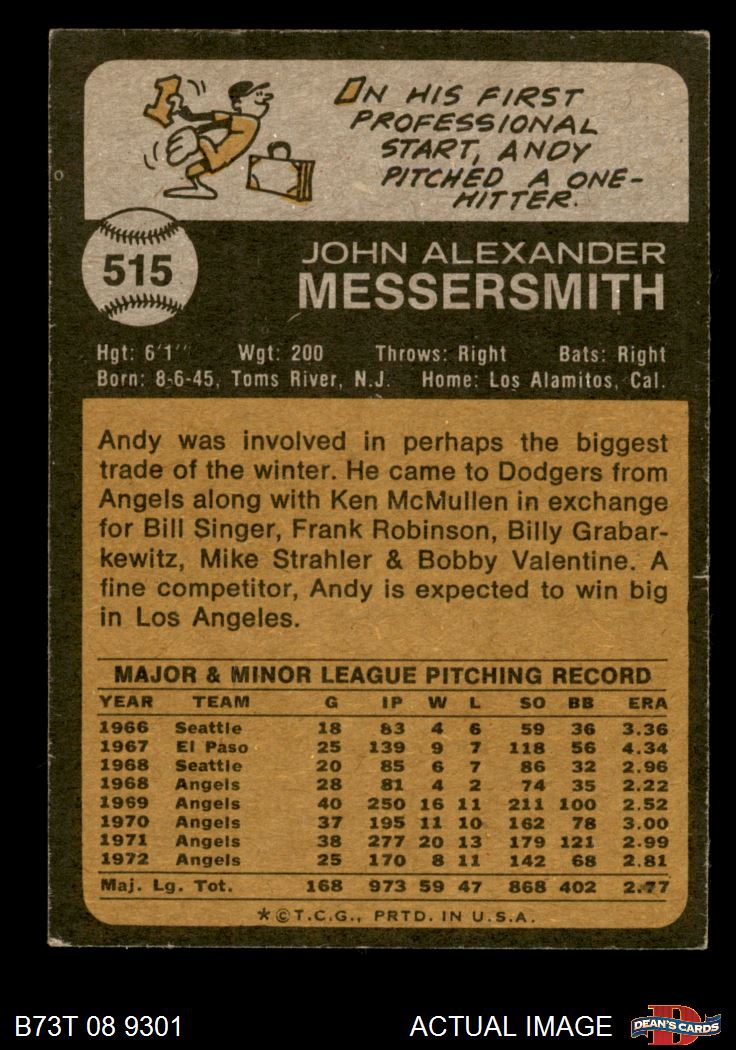 ON HIS FIRST
PROFESSIONAL
START, ANDY
PITCHED A ONE-
HITTER.
1
515
JOHN ALEXANDER
MESSERSMITH
Hgt: 6'1" Wgt: 200 Throws: Right Bats: Right
Born: 8-6-45, Toms River, N.J. Home: Los Alamitos, Cal.
Andy was involved in perhaps the biggest
trade of the winter. He came to Dodgers from
Angels along with Ken McMullen in exchange
for Bill Singer, Frank Robinson, Billy Grabar-
kewitz, Mike Strahler & Bobby Valentine. A
fine competitor, Andy is expected to win big
in Los Angeles.
MAJOR & MINOR LEAGUE PITCHING RECORD
YEAR TEAM G IP W L SO BB ERA
1966 Seattle 18 83 4 6 59 36 3.36
1967 El Paso 25 139 9 7 118 56 4.34
1968 Seattle 20 85 6 7 86 32 2.96
1968 Angels 28 81 4 2 74 35 2.22
1969 Angels 40 250 16 11 211 100 2.52
1970 Angels 37 195 11 10 162 78 3.00
1971 Angels 38 277 20 13 179 121 2.99
1972 Angels 25 170 8 11 142 68 2.81
Maj. Lg. Tot. 168 973 59 47 868 402 2.77
*©T.C.G., PRTD. IN U.S.A.
B73T 08 9301 ACTUAL IMAGE
D
DEAN'S CARDS